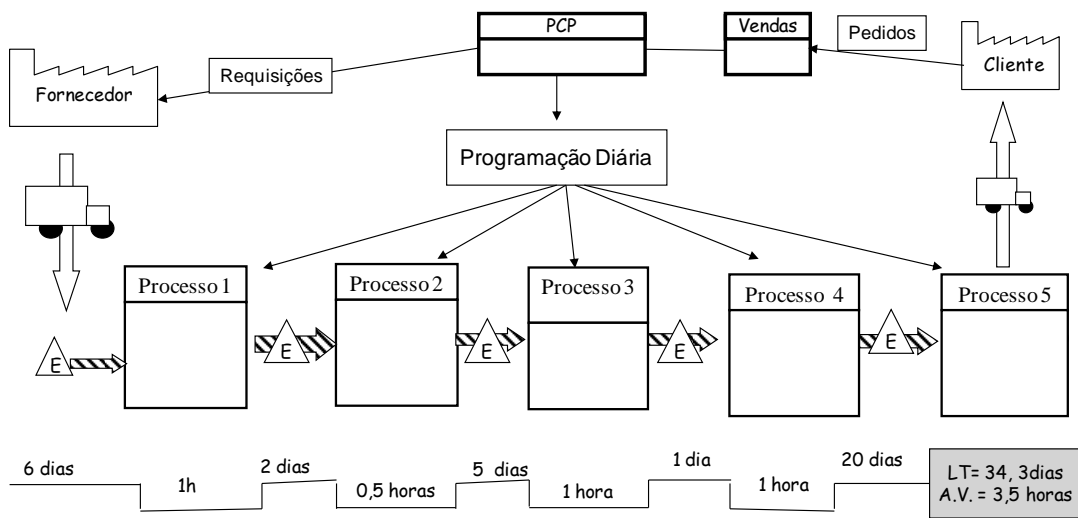 PCP
Vendas
Pedidos
Cliente
Fornecedor
Requisições
Programação Diária
Processo 1
Processo 2
Processo 3
Processo 4
Processo 5
E
E
E
E
E
6 dias
1h
2 dias
0,5 horas
5 dias
1 hora
1 dia
1 hora
20 dias
LT= 34, 3dias
A.V. = 3,5 horas